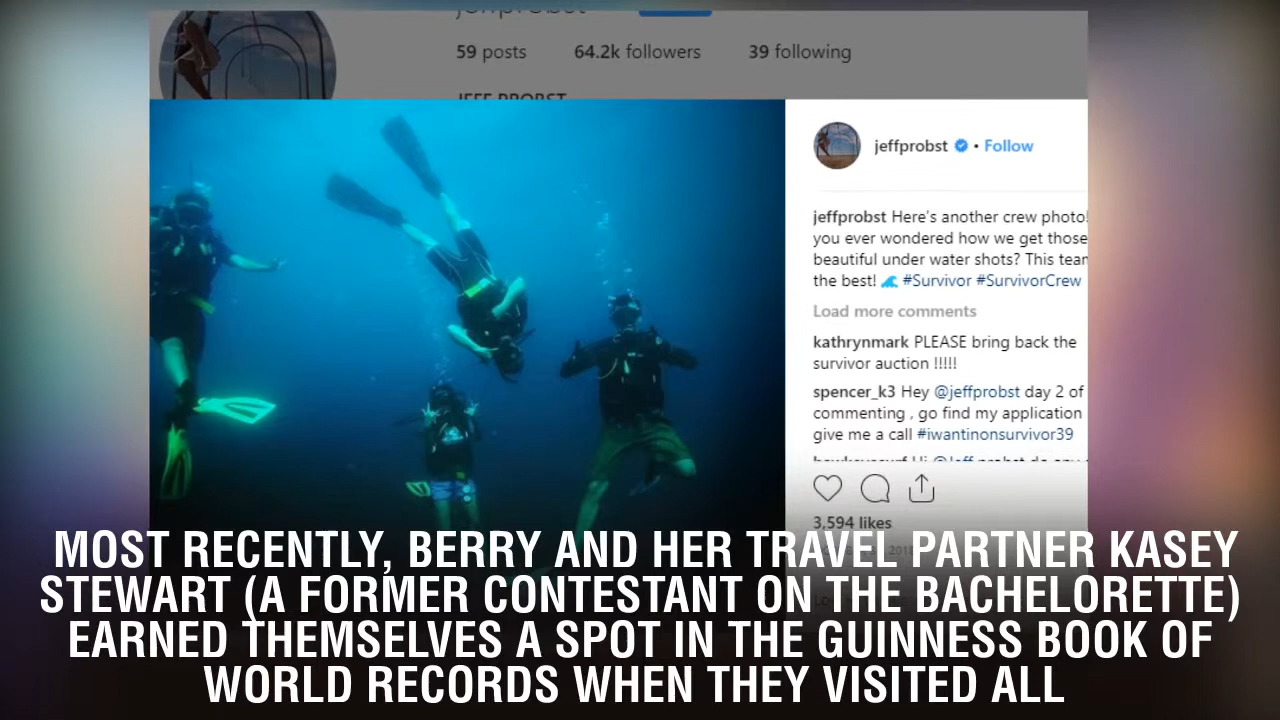 59 posts 64.2k followers 39 following
JEFF PROBST
jeffprobst • Follow
jeffprobst Here's another crew photo!
you ever wondered how we get those
beautiful under water shots? This team
the best! 🌊 #Survivor #SurvivorCrew
Load more comments
kathrynmark PLEASE bring back the
survivor auction !!!!!
spencer_k3 Hey @jeffprobst day 2 of
commenting , go find my application
give me a call #iwantinonsurvivor39
3,594 likes
MOST RECENTLY, BERRY AND HER TRAVEL PARTNER KASEY
STEWART (A FORMER CONTESTANT ON THE BACHELORETTE)
EARNED THEMSELVES A SPOT IN THE GUINNESS BOOK OF
WORLD RECORDS WHEN THEY VISITED ALL